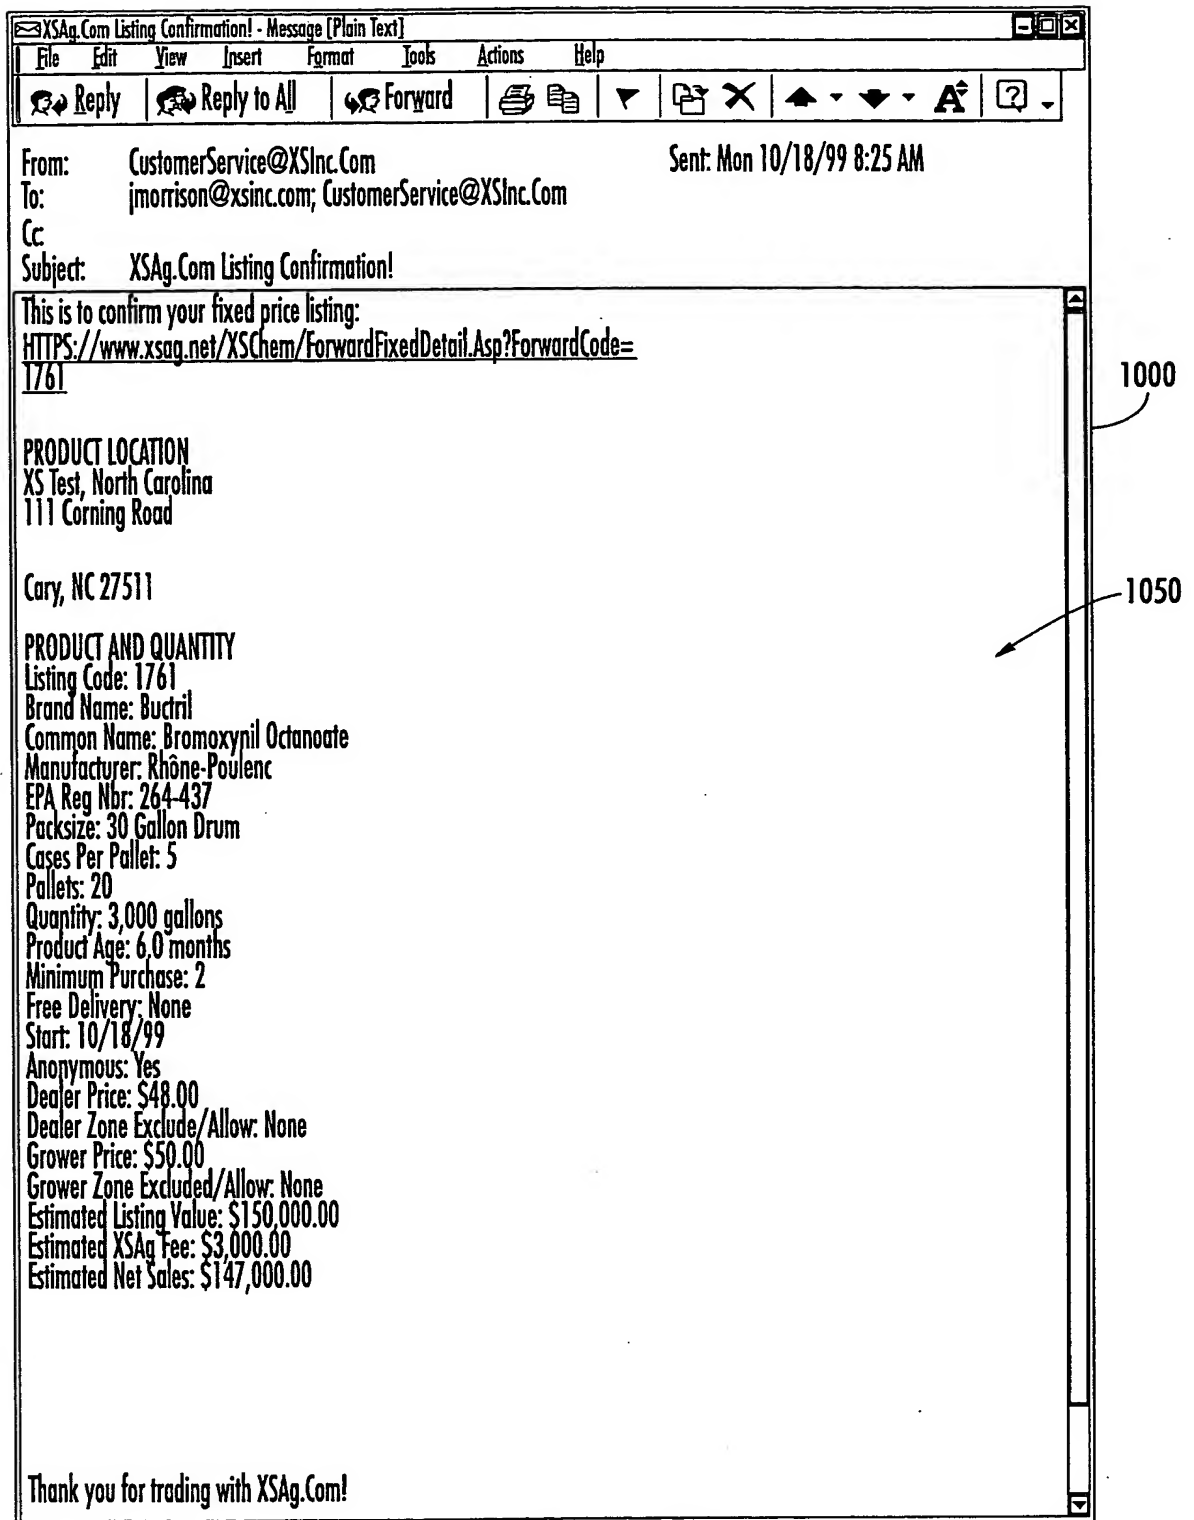 XSAg.Com Listing Confirmation! - Message [Plain Text]
File Edit View Insert Format Tools Actions Help
Reply Reply to All Forward
From: CustomerService@XSInc.Com Sent: Mon 10/18/99 8:25 AM
To: jmorrison@xsinc.com; CustomerService@XSInc.Com
Cc:
Subject: XSAg.Com Listing Confirmation!
This is to confirm your fixed price listing:
HTTPS://www.xsag.net/XSChem/ForwardFixedDetail.Asp?ForwardCode=
1761
1000
PRODUCT LOCATION
XS Test, North Carolina
111 Corning Road
Cary, NC 27511
1050
PRODUCT AND QUANTITY
Listing Code: 1761
Brand Name: Buctril
Common Name: Bromoxynil Octanoate
Manufacturer: Rhône-Poulenc
EPA Reg Nbr: 264-437
Packsize: 30 Gallon Drum
Cases Per Pallet: 5
Pallets: 20
Quantity: 3,000 gallons
Product Age: 6.0 months
Minimum Purchase: 2
Free Delivery: None
Start: 10/18/99
Anonymous: Yes
Dealer Price: $48.00
Dealer Zone Exclude/Allow: None
Grower Price: $50.00
Grower Zone Excluded/Allow: None
Estimated Listing Value: $150,000.00
Estimated XSAg Fee: $3,000.00
Estimated Net Sales: $147,000.00
Thank you for trading with XSAg.Com!